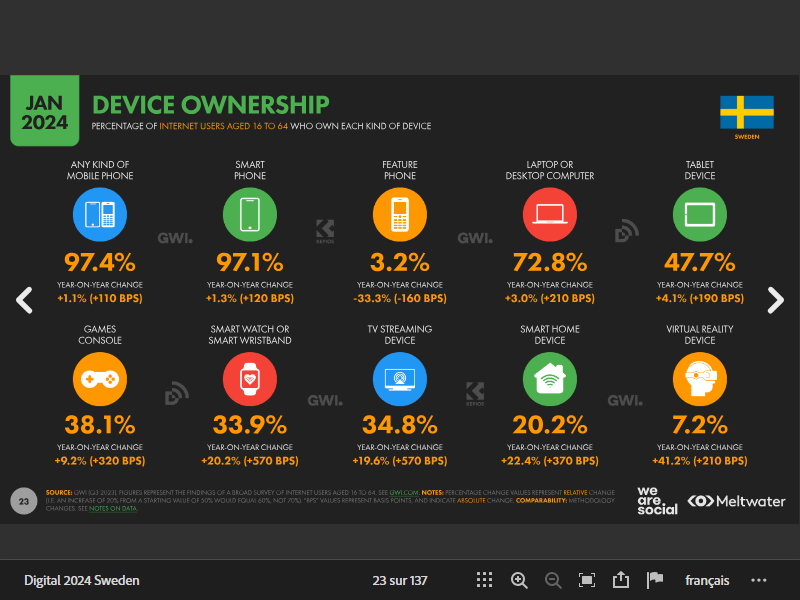 JAN
2024
DEVICE OWNERSHIP
PERCENTAGE OF INTERNET USERS AGED 16 TO 64 WHO OWN EACH KIND OF DEVICE
SWEDEN
ANY KIND OF
MOBILE PHONE
97.4%
YEAR-ON-YEAR CHANGE
+1.1% (+110 BPS)
SMART
PHONE
97.1%
YEAR-ON-YEAR CHANGE
+1.3% (+120 BPS)
FEATURE
PHONE
3.2%
YEAR-ON-YEAR CHANGE
-33.3% (-160 BPS)
LAPTOP OR
DESKTOP COMPUTER
72.8%
YEAR-ON-YEAR CHANGE
+3.0% (+210 BPS)
TABLET
DEVICE
47.7%
YEAR-ON-YEAR CHANGE
+4.1% (+190 BPS)
GWI.
KEPIOS
GWI.
GAMES
CONSOLE
38.1%
YEAR-ON-YEAR CHANGE
+9.2% (+320 BPS)
SMART WATCH OR
SMART WRISTBAND
33.9%
YEAR-ON-YEAR CHANGE
+20.2% (+570 BPS)
TV STREAMING
DEVICE
34.8%
YEAR-ON-YEAR CHANGE
+19.6% (+570 BPS)
SMART HOME
DEVICE
20.2%
YEAR-ON-YEAR CHANGE
+22.4% (+370 BPS)
VIRTUAL REALITY
DEVICE
7.2%
YEAR-ON-YEAR CHANGE
+41.2% (+210 BPS)
GWI.
KEPIOS
GWI.
23
SOURCE: GWI (Q3 2023). FIGURES REPRESENT THE FINDINGS OF A BROAD SURVEY OF INTERNET USERS AGED 16 TO 64. SEE GWI.COM. NOTES: PERCENTAGE CHANGE VALUES REPRESENT RELATIVE CHANGE
(I.E. AN INCREASE OF 20% FROM A STARTING VALUE OF 50% WOULD EQUAL 60%, NOT 70%). "BPS" VALUES REPRESENT BASIS POINTS, AND INDICATE ABSOLUTE CHANGE. COMPARABILITY: METHODOLOGY
CHANGES. SEE NOTES ON DATA.
we
are.
social
Meltwater
Digital 2024 Sweden
23 sur 137
français